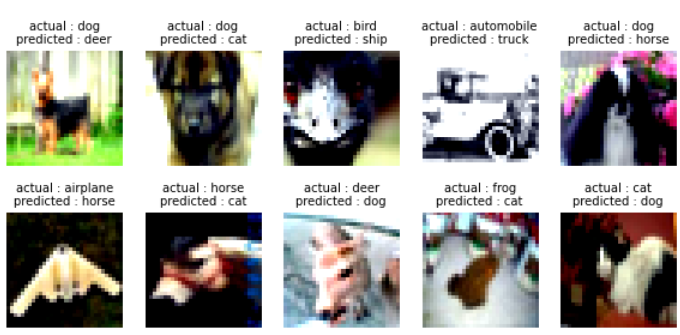 actual : dog
predicted : deer
actual : dog
predicted : cat
actual : bird
predicted : ship
actual : automobile
predicted : truck
actual : dog
predicted : horse
actual : airplane
predicted : horse
actual : horse
predicted : cat
actual : deer
predicted : dog
actual : frog
predicted : cat
actual : cat
predicted : dog